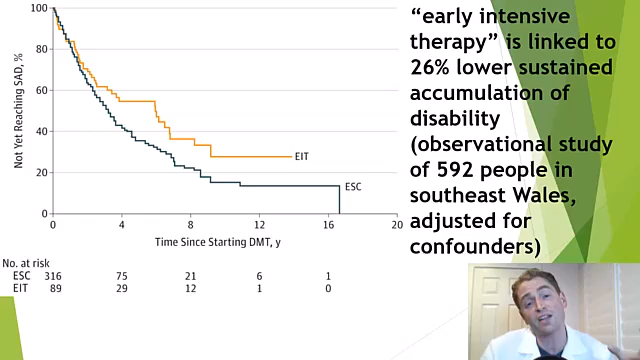 100
80
60
40
20
0
Not Yet Reaching SAD, %
EIT
ESC
0 4 8 12 16 20
Time Since Starting DMT, y
No. at risk
ESC 316 75 21 6 1
EIT 89 29 12 1 0
“early intensive
therapy” is linked to
26% lower sustained
accumulation of
disability
(observational study
of 592 people in
southeast Wales,
adjusted for
confounders)